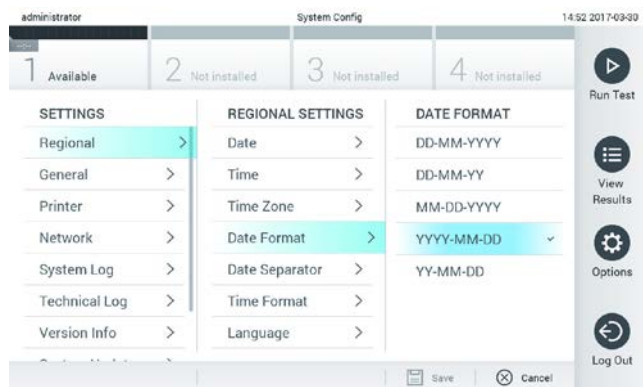 administrator System Config 14:52 2017-03-30
1 Available 2 Not installed 3 Not installed 4 Not installed
Run Test
SETTINGS REGIONAL SETTINGS DATE FORMAT
Regional Date DD-MM-YYYY
General Time DD-MM-YY
View Results
Printer Time Zone MM-DD-YYYY
Network Date Format YYYY-MM-DD
System Log Date Separator YY-MM-DD
Options
Technical Log Time Format
Version Info Language
Log Out
Save Cancel